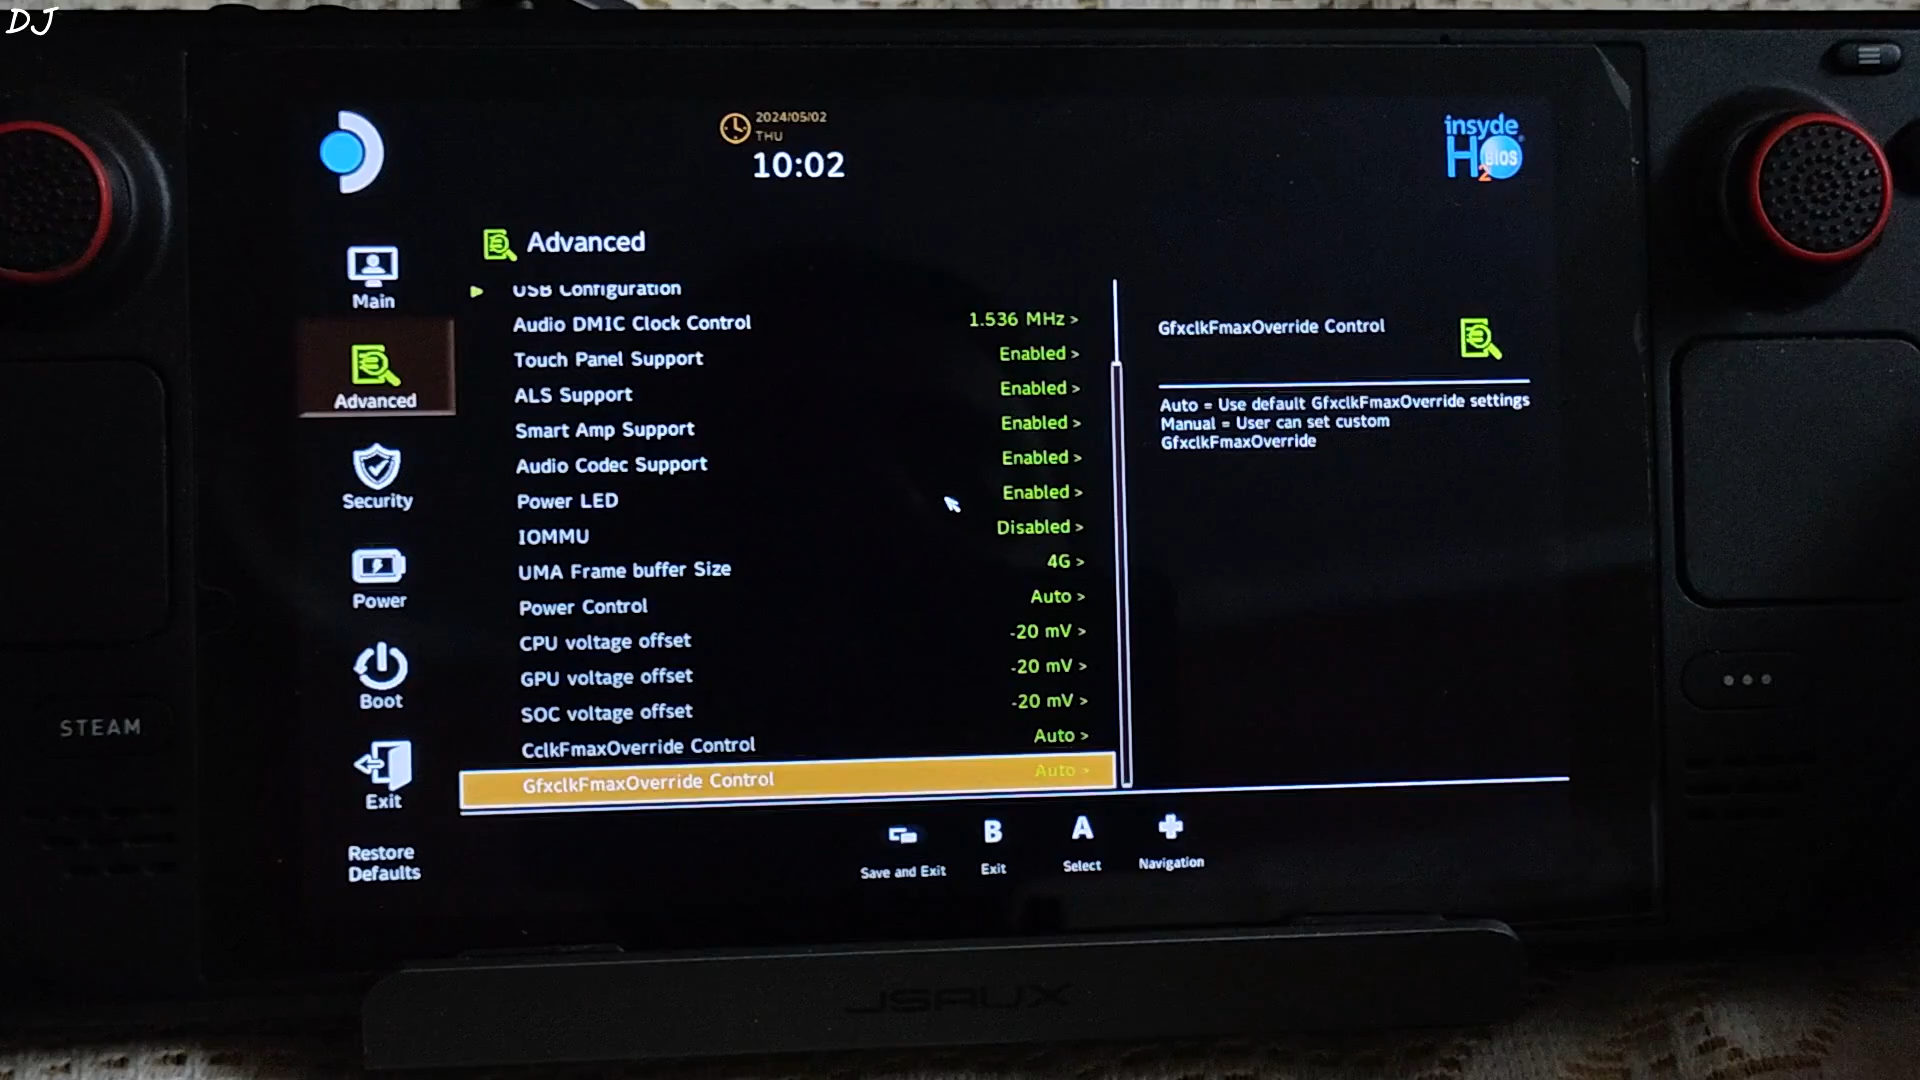 DJ
2024/05/02
THU
10:02
insyde
H2O
BIOS
Main
Advanced
Security
Power
Boot
Exit
Restore
Defaults
Advanced
USB Configuration
Audio DMIC Clock Control 1.536 MHz >
Touch Panel Support Enabled >
ALS Support Enabled >
Smart Amp Support Enabled >
Audio Codec Support Enabled >
Power LED Enabled >
IOMMU Disabled >
UMA Frame buffer Size 4G >
Power Control Auto >
CPU voltage offset -20 mV >
GPU voltage offset -20 mV >
SOC voltage offset -20 mV >
CclkFmaxOverride Control Auto >
GfxclkFmaxOverride Control Auto >
GfxclkFmaxOverride Control
Auto = Use default GfxclkFmaxOverride settings
Manual = User can set custom
GfxclkFmaxOverride
B
A
Save and Exit
Exit
Select
Navigation
STEAM
JSAUX